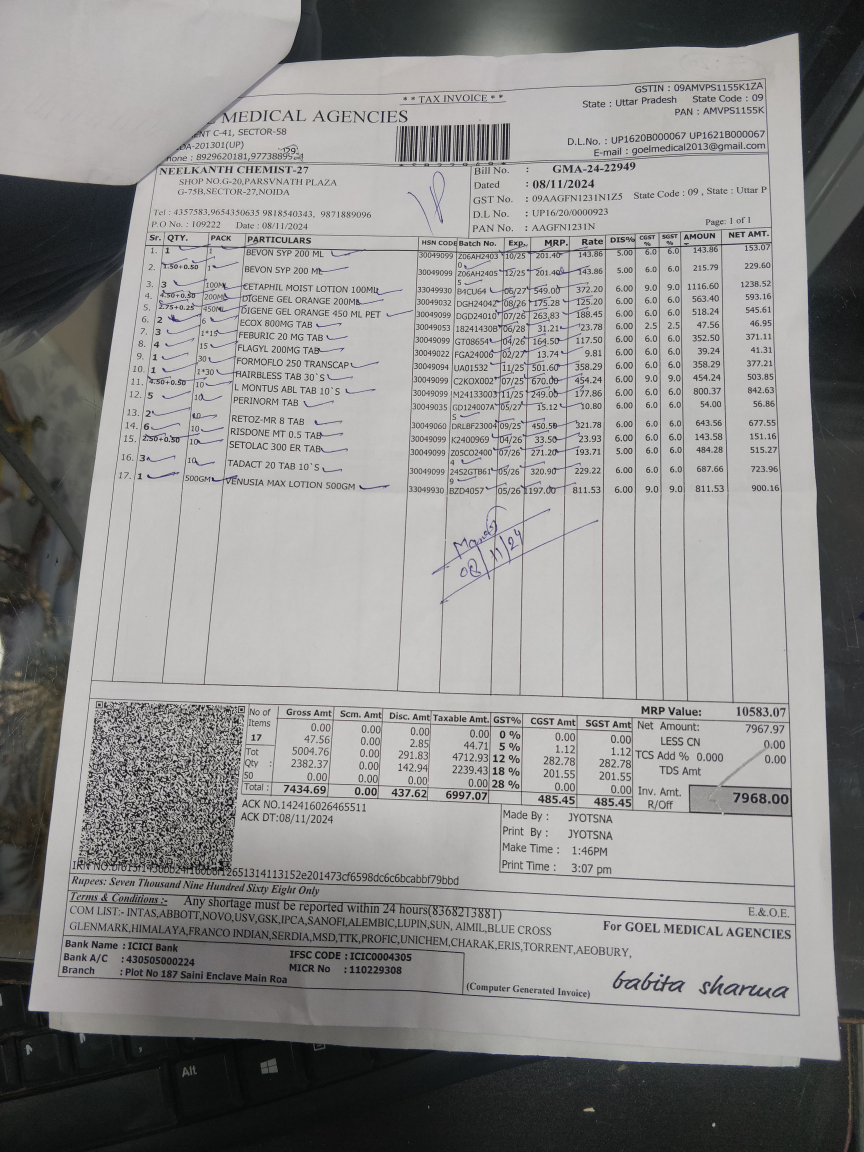 * * TAX INVOICE * *
GSTIN : 09AMVPS1155K1ZA
State : Uttar Pradesh State Code : 09
PAN : AMVPS1155K
MEDICAL AGENCIES
C-41, SECTOR-58
-201301(UP)
D.L.No. : UP1620B000067 UP1621B000067
E-mail : goelmedical2013@gmail.com
NEELKANTH CHEMIST-27
SHOP NO.G-20,PARSVNATH PLAZA
G-75B,SECTOR-27,NOIDA
Tel : 4357583,9654350635 9818540343, 9871889096
P.O No. : 109222 Date : 08/11/2024
Bill No. : GMA-24-22949
Dated : 08/11/2024
GST No. : 09AAGFN1231N1Z5 State Code : 09 , State : Uttar P
D.L No. : UP16/20/0000923
PAN No. : AAGFN1231N
Page: 1 of 1
Sr. QTY. PACK PARTICULARS HSN CODE Batch No. Exp. MRP. Rate DIS% CGST % SGST % AMOUN NET AMT.
1. 1 1 BEVON SYP 200 ML 30049099 Z06AH2403 10/25 201.40 143.86 5.00 6.0 6.0 143.86 153.07
2. 1.50+0.50 1 BEVON SYP 200 ML 30049099 Z06AH2405 12/25 201.40 143.86 5.00 6.0 6.0 215.79 229.60
5
3. 3 100ML CETAPHIL MOIST LOTION 100ML 33049930 B4CU64 06/27 549.00 372.20 6.00 9.0 9.0 1116.60 1238.52
4. 4.50+0.50 200ML DIGENE GEL ORANGE 200ML 30049032 DGH24042 08/26 175.28 125.20 6.00 6.0 6.0 563.40 593.16
5. 2.75+0.25 450ML DIGENE GEL ORANGE 450 ML PET 30049099 DGD24010 07/26 263.83 188.45 6.00 6.0 6.0 518.24 545.61
6. 2 6 ECOX 800MG TAB 30049053 18241430B 06/28 31.21 23.78 6.00 2.5 2.5 47.56 46.95
7. 3 1*15 FEBURIC 20 MG TAB 30049099 GT08654 04/26 164.50 117.50 6.00 6.0 6.0 352.50 371.11
8. 4 15 FLAGYL 200MG TAB 30049022 FGA24006 02/27 13.74 9.81 6.00 6.0 6.0 39.24 41.31
9. 1 30 FORMOFLO 250 TRANSCAP 30049094 UA01532 11/25 501.60 358.29 6.00 6.0 6.0 358.29 377.21
10. 1 1*30 HAIRBLESS TAB 30`S 30049099 C2KOX002 07/25 670.00 454.24 6.00 9.0 9.0 454.24 503.85
11. 4.50+0.50 10 L MONTUS ABL TAB 10`S 30049099 M24133003 11/25 249.00 177.86 6.00 6.0 6.0 800.37 842.63
12. 5 10 PERINORM TAB 30049035 GD124007A 05/27 15.12 10.80 6.00 6.0 6.0 54.00 56.86
5
13. 2 10 RETOZ-MR 8 TAB 30049060 DRLBF23004 09/25 450.50 321.78 6.00 6.0 6.0 643.56 677.55
14. 6 10 RISDONE MT 0.5 TAB 30049099 K2400969 04/26 33.50 23.93 6.00 6.0 6.0 143.58 151.16
15. 2.50+0.50 10 SETOLAC 300 ER TAB 30049099 Z05CO2400 07/26 271.20 193.71 5.00 6.0 6.0 484.28 515.27
4
16. 3 10 TADACT 20 TAB 10`S 30049099 24S2GTB61 05/26 320.90 229.22 6.00 6.0 6.0 687.66 723.96
9
17. 1 500GM VENUSIA MAX LOTION 500GM 33049930 BZD4057 05/26 1197.00 811.53 6.00 9.0 9.0 811.53 900.16
08/11/24
No of Items 17 Tot Qty : 50
Gross Amt Scm. Amt Disc. Amt Taxable Amt. GST% CGST Amt SGST Amt
0.00 0.00 0.00 0.00 0 % 0.00 0.00
47.56 0.00 2.85 44.71 5 % 1.12 1.12
5004.76 0.00 291.83 4712.93 12 % 282.78 282.78
2382.37 0.00 142.94 2239.43 18 % 201.55 201.55
0.00 0.00 0.00 0.00 28 % 0.00 0.00
Total : 7434.69 0.00 437.62 6997.07 485.45 485.45
MRP Value: 10583.07
Net Amount: 7967.97
LESS CN 0.00
TCS Add % 0.000 0.00
TDS Amt
Inv. Amt. 7968.00
R/Off
ACK NO.142416026465511
ACK DT:08/11/2024
Made By : JYOTSNA
Print By : JYOTSNA
Make Time : 1:46PM
Print Time : 3:07 pm
Rupees: Seven Thousand Nine Hundred Sixty Eight Only
Terms & Conditions :- Any shortage must be reported within 24 hours(8368213881)
E.&.O.E.
COM LIST:- INTAS,ABBOTT,NOVO,USV,GSK,IPCA,SANOFI,ALEMBIC,LUPIN,SUN, AIMIL,BLUE CROSS
GLENMARK,HIMALAYA,FRANCO INDIAN,SERDIA,MSD,TTK,PROFIC,UNICHEM,CHARAK,ERIS,TORRENT,AEOBURY,
For GOEL MEDICAL AGENCIES
Bank Name : ICICI Bank
Bank A/C : 430505000224
Branch : Plot No 187 Saini Enclave Main Roa
IFSC CODE : ICIC0004305
MICR No : 110229308
(Computer Generated Invoice)
babita sharma
Alt